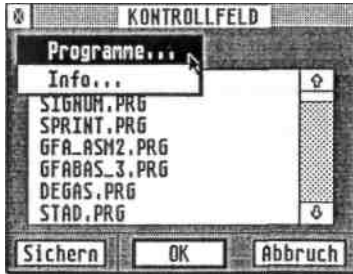 KONTROLLFELD
Programme...
Info...
SIGNUM.PRG
SPRINT.PRG
GFA_ASM2.PRG
GFABAS_3.PRG
DEGAS.PRG
STAD.PRG
Sichern OK Abbruch